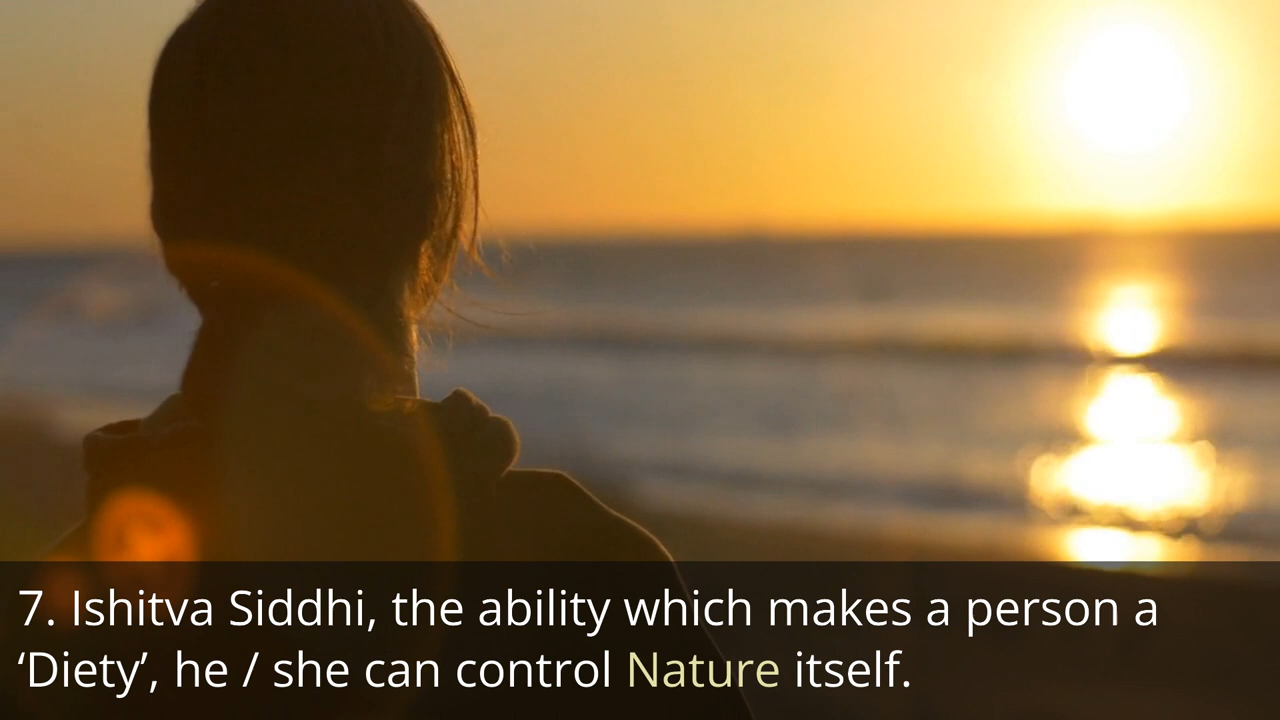 7. Ishitva Siddhi, the ability which makes a person a
‘Diety’, he / she can control Nature itself.